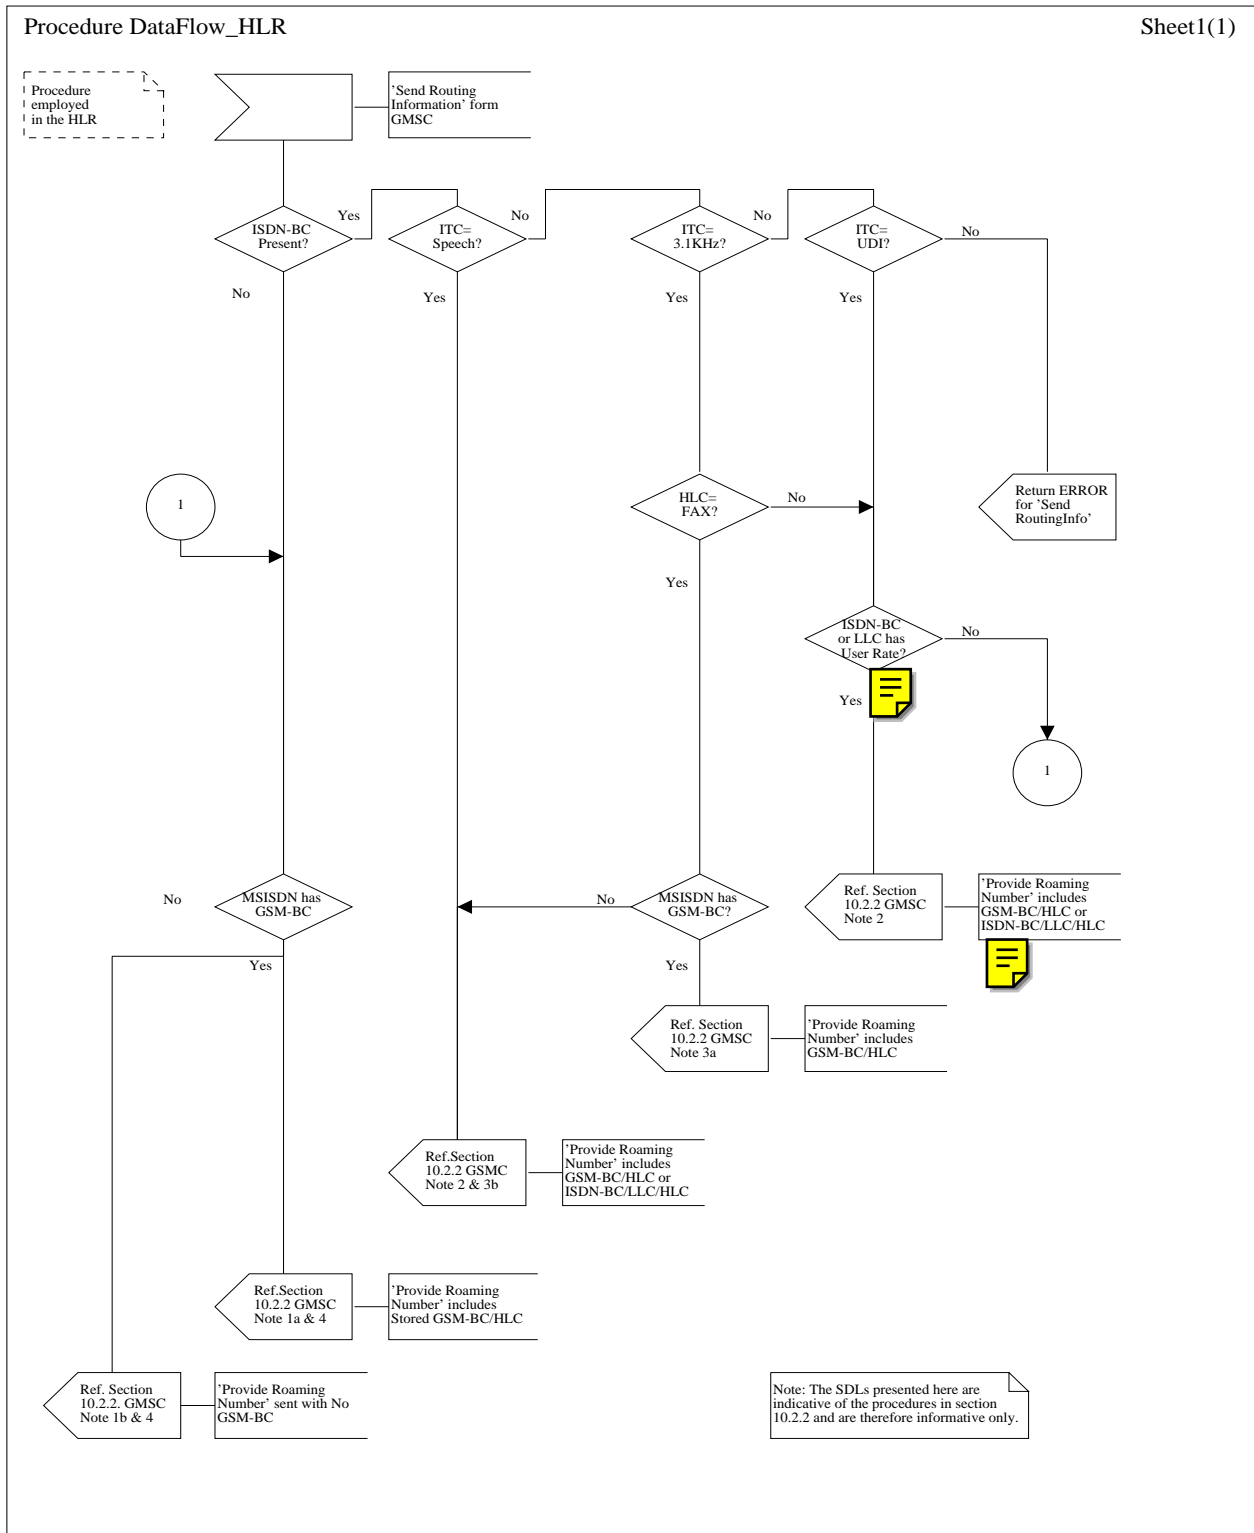 Procedure DataFlow_HLR
Sheet1(1)
Procedure
employed
in the HLR
'Send Routing
Information' form
GMSC
ISDN-BC
Present?
Yes
No
ITC=
Speech?
No
Yes
ITC=
3.1KHz?
No
Yes
ITC=
UDI?
No
Yes
1
HLC=
FAX?
No
Yes
Return ERROR
for 'Send
RoutingInfo'
ISDN-BC
or LLC has
User Rate?
No
Yes
1
MSISDN has
GSM-BC
No
Yes
MSISDN has
GSM-BC?
No
Yes
Ref. Section
10.2.2 GMSC
Note 2
'Provide Roaming
Number' includes
GSM-BC/HLC or
ISDN-BC/LLC/HLC
Ref. Section
10.2.2 GMSC
Note 3a
'Provide Roaming
Number' includes
GSM-BC/HLC
Ref.Section
10.2.2 GSMC
Note 2 & 3b
'Provide Roaming
Number' includes
GSM-BC/HLC or
ISDN-BC/LLC/HLC
Ref.Section
10.2.2 GMSC
Note 1a & 4
'Provide Roaming
Number' includes
Stored GSM-BC/HLC
Ref. Section
10.2.2. GMSC
Note 1b & 4
'Provide Roaming
Number' sent with No
GSM-BC
Note: The SDLs presented here are
indicative of the procedures in section
10.2.2 and are therefore informative only.